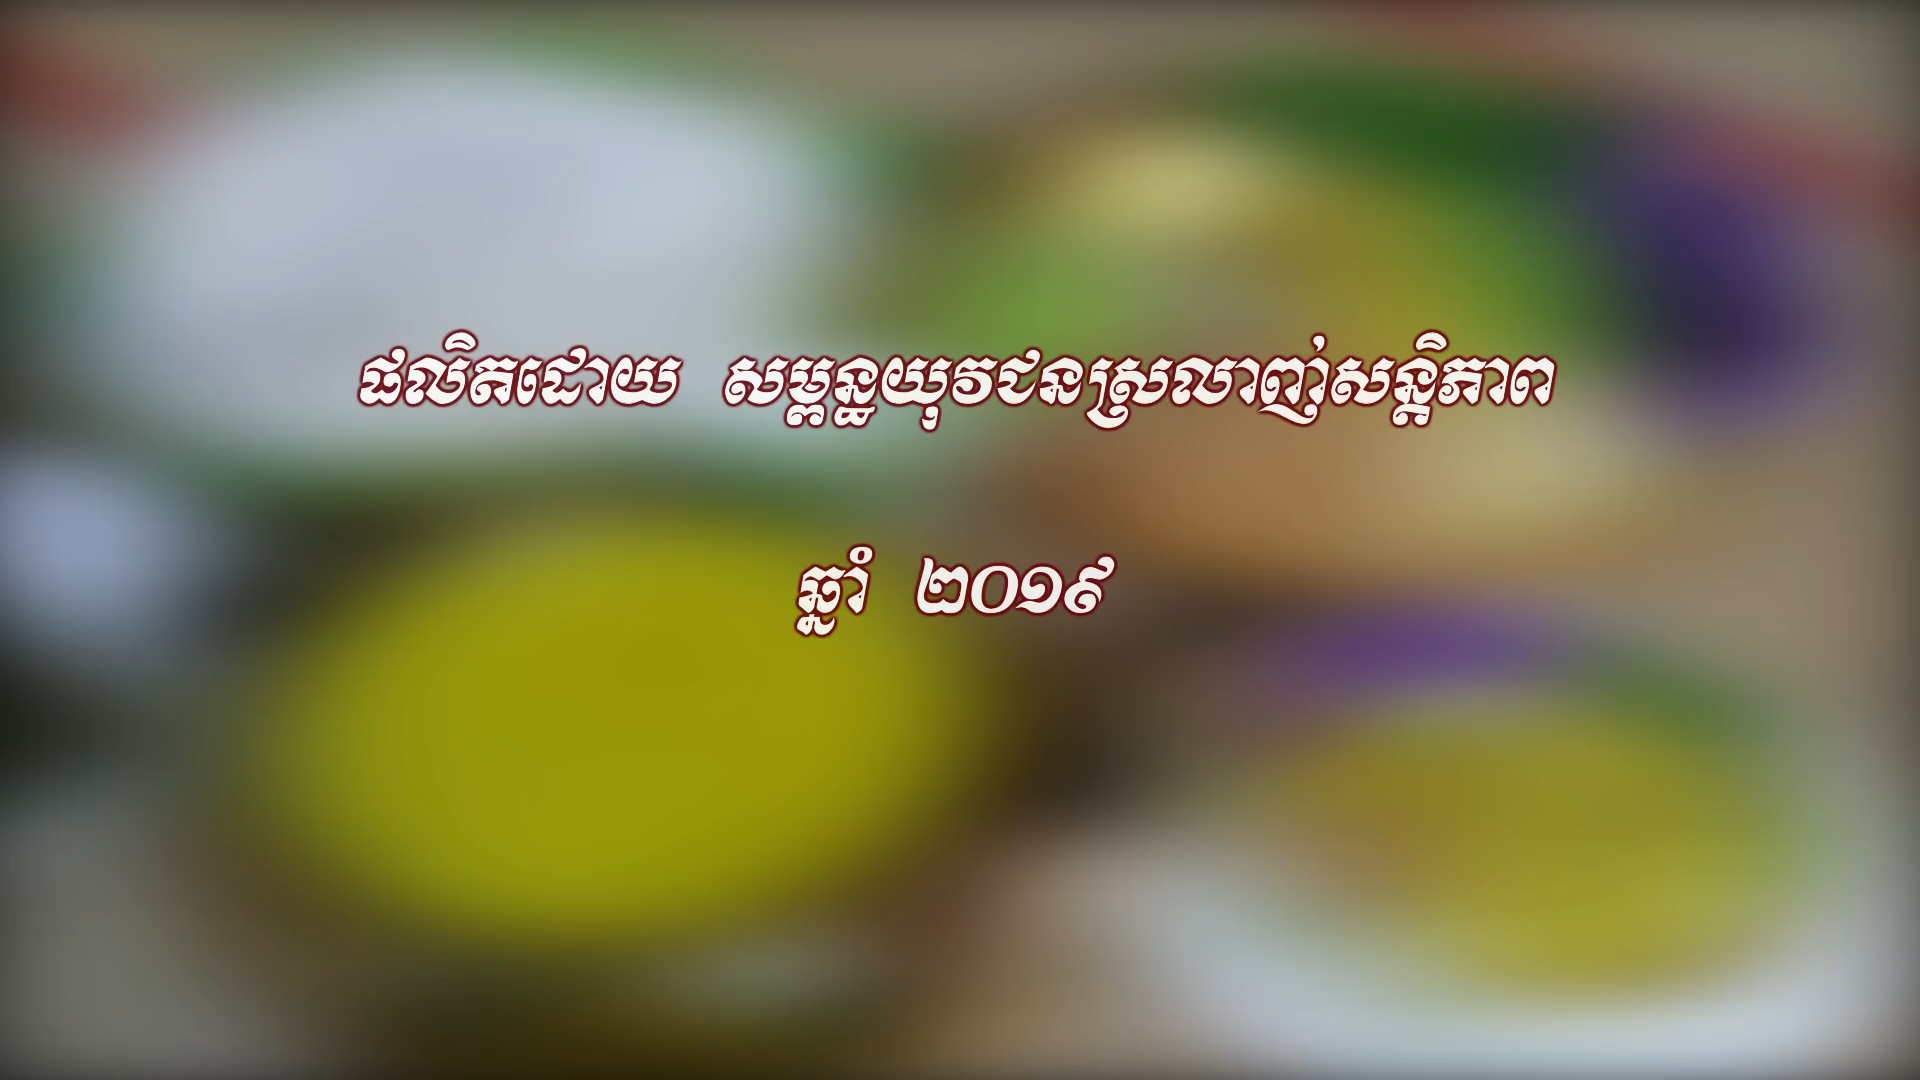 ផលិតដោយ សម្ពន្ធយុវជនស្រលាញ់សន្តិភាព
ឆ្នាំ ២០១៩